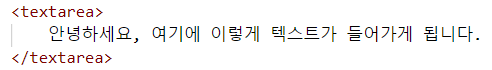 <textarea>
안녕하세요, 여기에 이렇게 텍스트가 들어가게 됩니다.
</textarea>